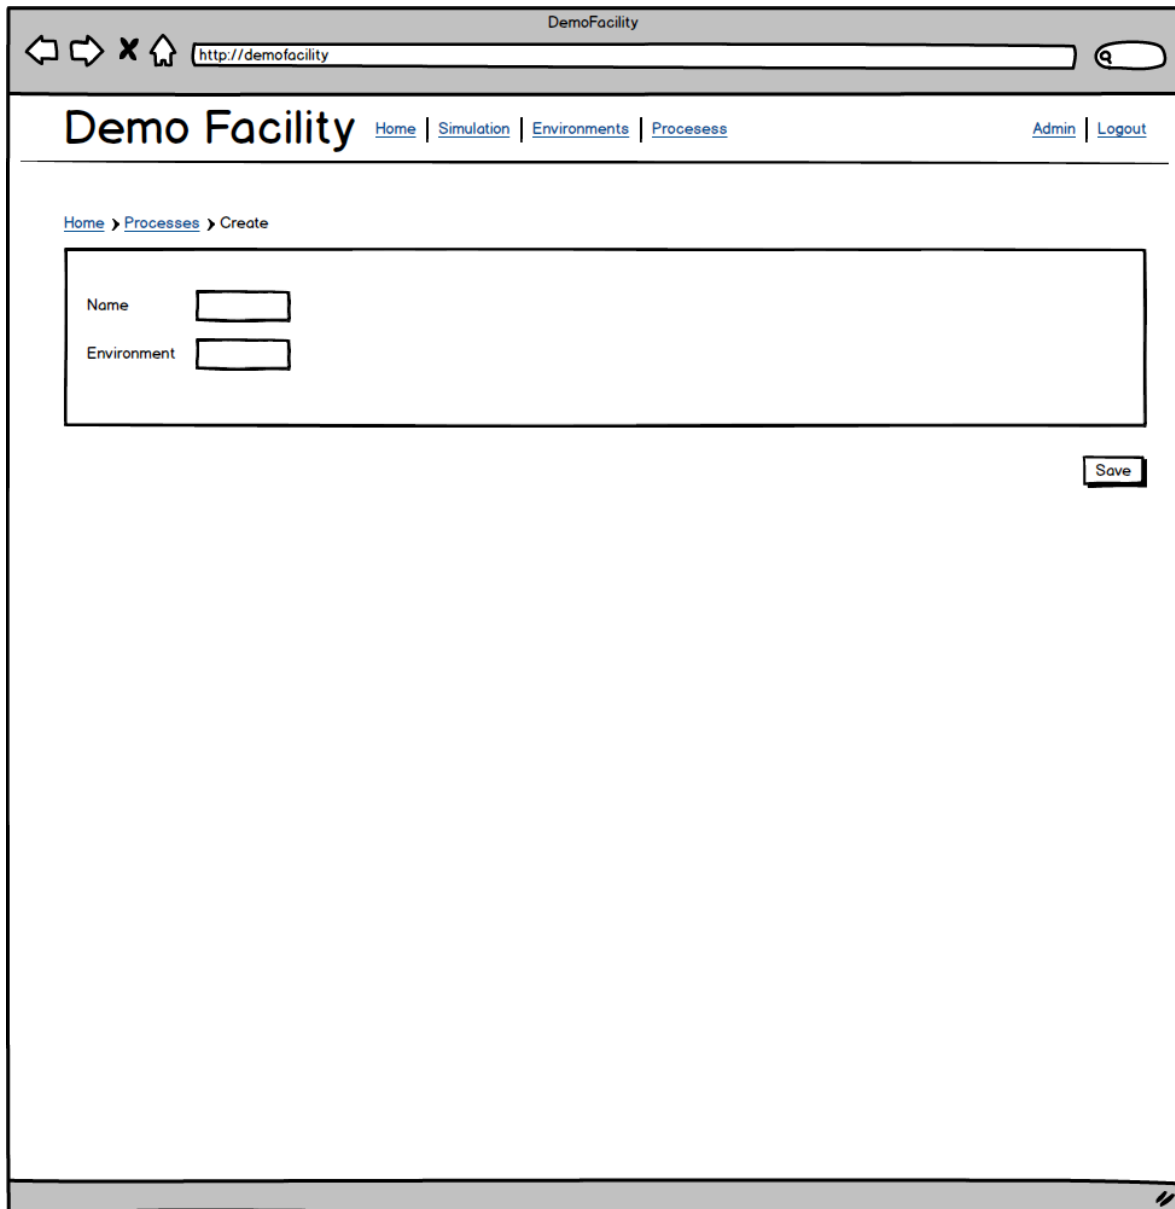 DemoFacility
http://demofacility
Demo Facility Home Simulation Environments Procesess Admin Logout
Home Processes Create
Name
Environment
Save